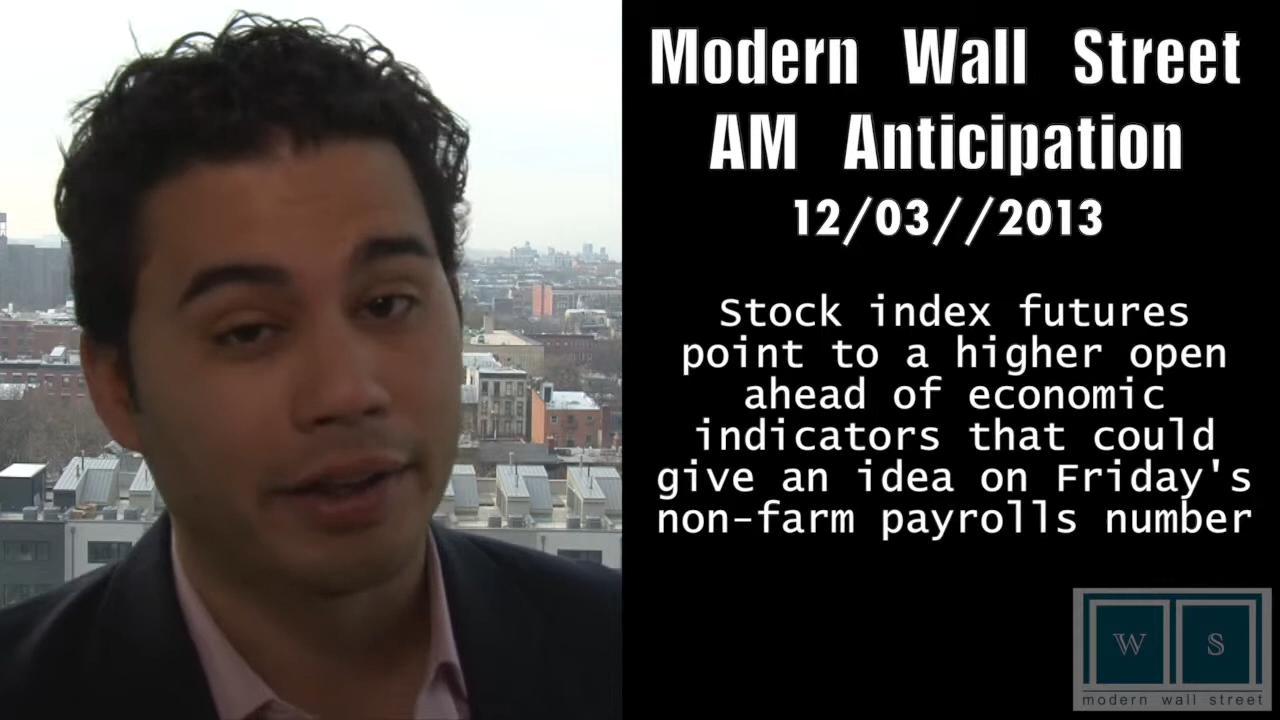 Modern Wall Street
AM Anticipation
12/03//2013
Stock index futures
point to a higher open
ahead of economic
indicators that could
give an idea on Friday's
non-farm payrolls number
W S
modern wall street